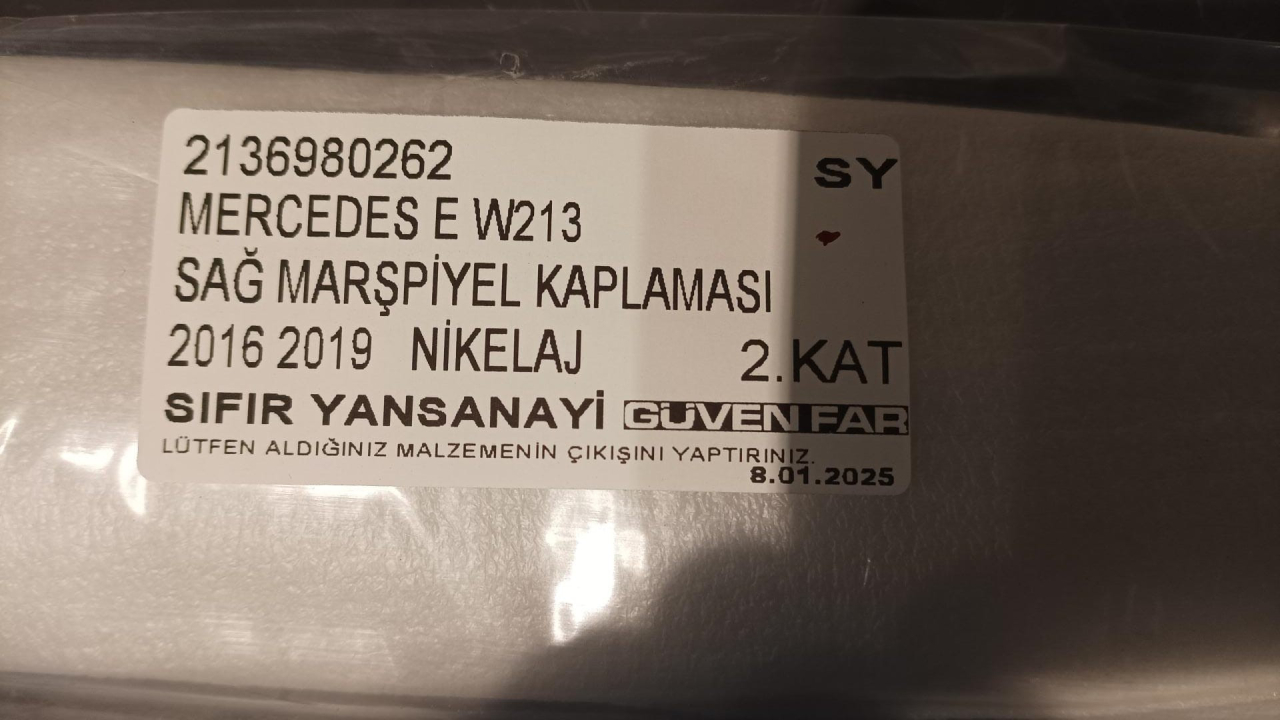 2136980262 SY
MERCEDES E W213
SAĞ MARŞPİYEL KAPLAMASI
2016 2019 NİKELAJ 2.KAT
SIFIR YANSANAYİ GÜVEN FAR
LÜTFEN ALDIĞINIZ MALZEMENİN ÇIKIŞINI YAPTIRINIZ.
8.01.2025